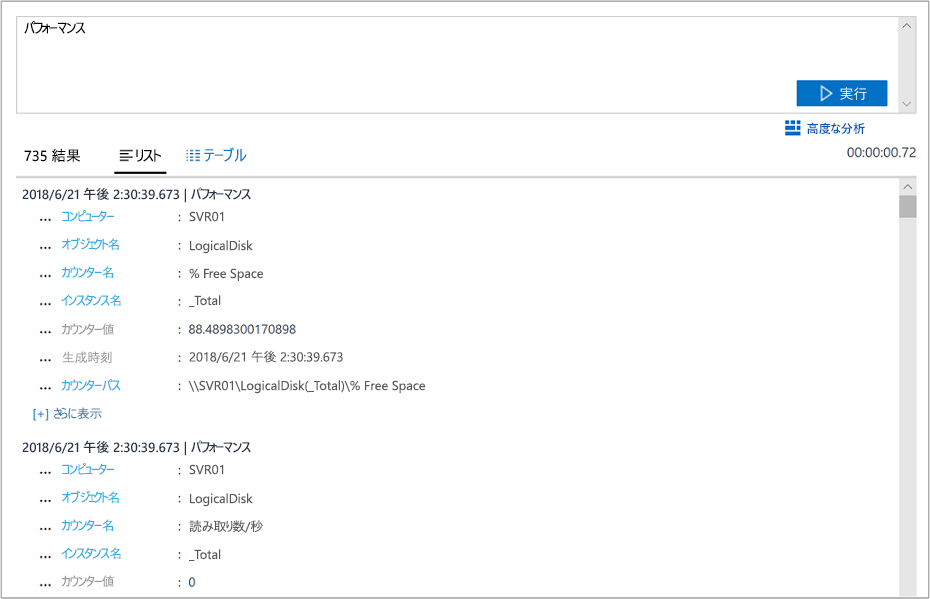 パフォーマンス
実行
高度な分析
735 結果 リスト テーブル 00:00:00.72
2018/6/21 午後 2:30:39.673 | パフォーマンス
... コンピューター : SVR01
... オブジェクト名 : LogicalDisk
... カウンター名 : % Free Space
... インスタンス名 : _Total
... カウンター値 : 88.4898300170898
... 生成時刻 : 2018/6/21 午後 2:30:39.673
... カウンターパス : \\SVR01\LogicalDisk(_Total)\% Free Space
[+] さらに表示
2018/6/21 午後 2:30:39.673 | パフォーマンス
... コンピューター : SVR01
... オブジェクト名 : LogicalDisk
... カウンター名 : 読み取り数/秒
... インスタンス名 : _Total
... カウンター値 : 0